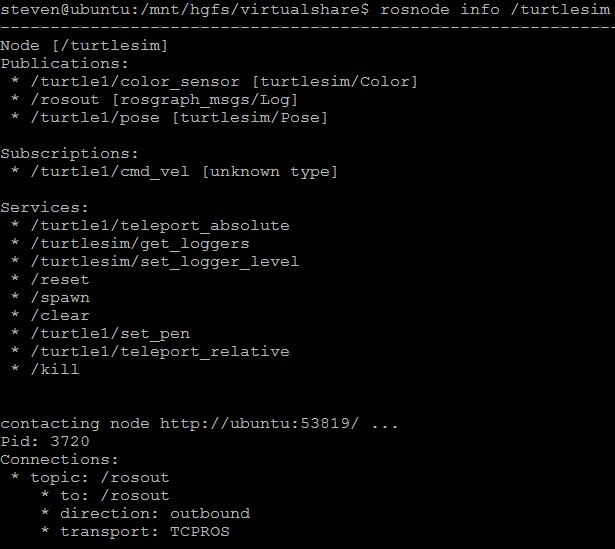 steven@ubuntu:/mnt/hgfs/virtualshare$ rosnode info /turtlesim
--------------------------------------------------------------------------------
Node [/turtlesim]
Publications:
 * /turtle1/color_sensor [turtlesim/Color]
 * /rosout [rosgraph_msgs/Log]
 * /turtle1/pose [turtlesim/Pose]

Subscriptions:
 * /turtle1/cmd_vel [unknown type]

Services:
 * /turtle1/teleport_absolute
 * /turtlesim/get_loggers
 * /turtlesim/set_logger_level
 * /reset
 * /spawn
 * /clear
 * /turtle1/set_pen
 * /turtle1/teleport_relative
 * /kill

contacting node http://ubuntu:53819/ ...
Pid: 3720
Connections:
 * topic: /rosout
    * to: /rosout
    * direction: outbound
    * transport: TCPROS